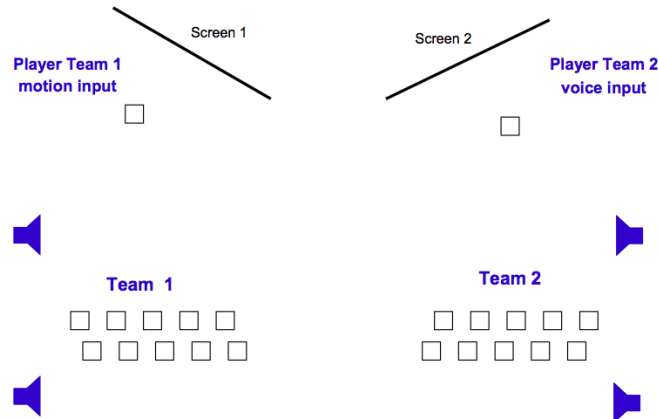 Screen 1
Screen 2
Player Team 1
motion input
Player Team 2
voice input
Team 1
Team 2